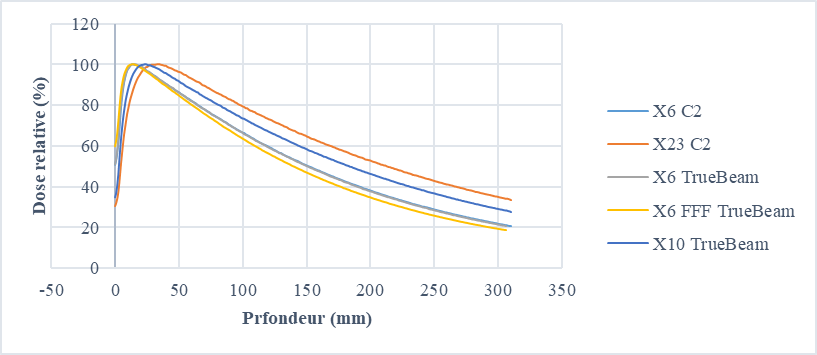 120
100
80
60
40
20
0
-50 0 50 100 150 200 250 300 350
Dose relative (%)
Prfondeur (mm)
X6 C2
X23 C2
X6 TrueBeam
X6 FFF TrueBeam
X10 TrueBeam